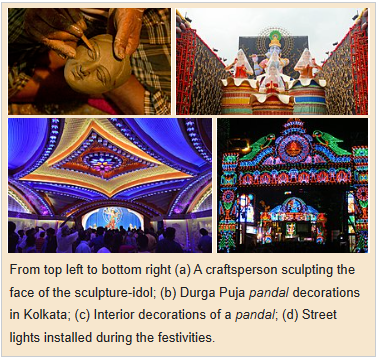 From top left to bottom right (a) A craftsperson sculpting the
face of the sculpture-idol; (b) Durga Puja pandal decorations
in Kolkata; (c) Interior decorations of a pandal; (d) Street
lights installed during the festivities.